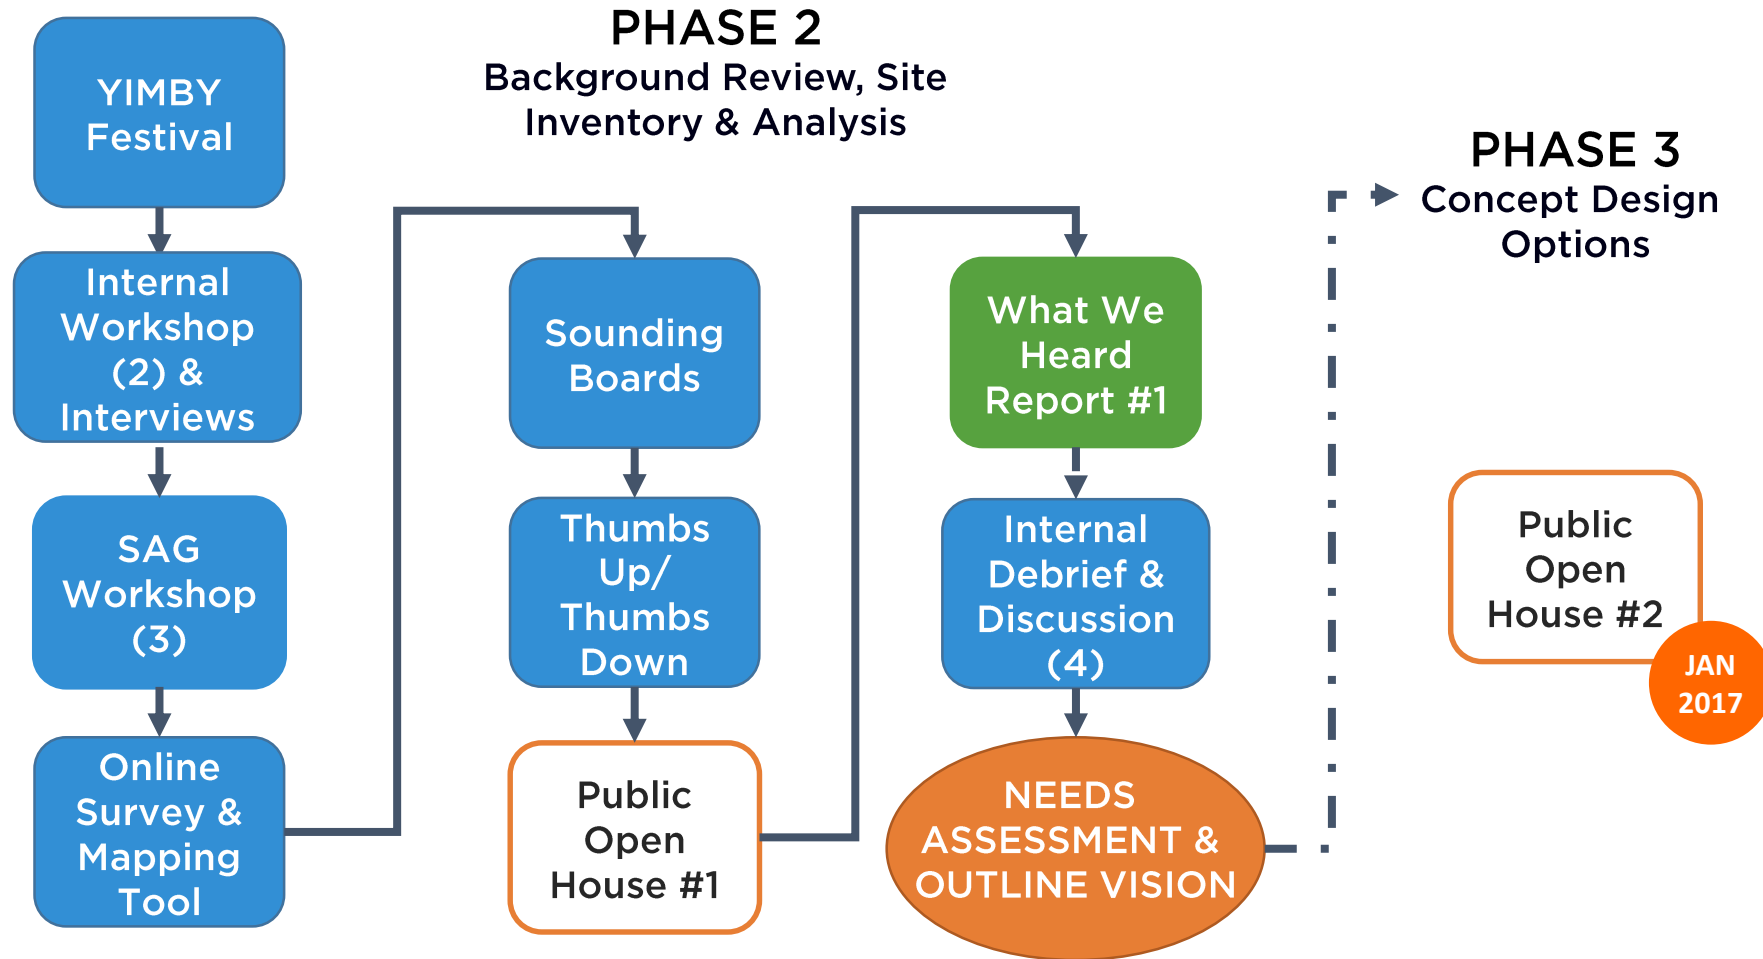 PHASE 2
Background Review, Site
Inventory & Analysis
YIMBY
Festival
Internal
Workshop
(2) &
Interviews
SAG
Workshop
(3)
Online
Survey &
Mapping
Tool
Sounding
Boards
Thumbs
Up/
Thumbs
Down
Public
Open
House #1
What We
Heard
Report #1
Internal
Debrief &
Discussion
(4)
NEEDS
ASSESSMENT &
OUTLINE VISION
PHASE 3
Concept Design
Options
Public
Open
House #2
JAN
2017